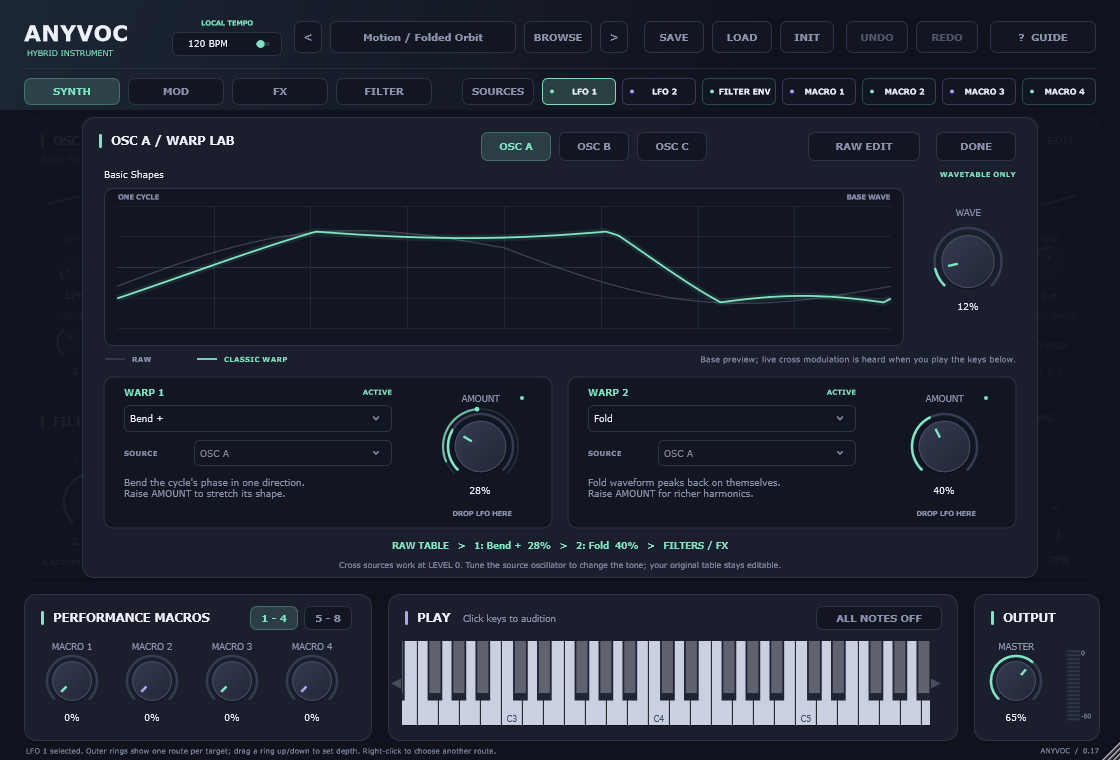 ANYVOC
HYBRID INSTRUMENT
LOCAL TEMPO
120 BPM
<
Motion / Folded Orbit
BROWSE
>
SAVE
LOAD
INIT
UNDO
REDO
? GUIDE
SYNTH
MOD
FX
FILTER
SOURCES
LFO 1
LFO 2
FILTER ENV
MACRO 1
MACRO 2
MACRO 3
MACRO 4
OSC A / WARP LAB
OSC A
OSC B
OSC C
RAW EDIT
DONE
Basic Shapes
WAVETABLE ONLY
ONE CYCLE
BASE WAVE
WAVE
12%
RAW
CLASSIC WARP
Base preview; live cross modulation is heard when you play the keys below.
WARP 1
ACTIVE
Bend +
SOURCE
OSC A
Bend the cycle's phase in one direction.
Raise AMOUNT to stretch its shape.
AMOUNT
28%
DROP LFO HERE
WARP 2
ACTIVE
Fold
SOURCE
OSC A
Fold waveform peaks back on themselves.
Raise AMOUNT for richer harmonics.
AMOUNT
40%
DROP LFO HERE
RAW TABLE > 1: Bend + 28% > 2: Fold 40% > FILTERS / FX
Cross sources work at LEVEL 0. Tune the source oscillator to change the tone; your original table stays editable.
PERFORMANCE MACROS
1 - 4
5 - 8
MACRO 1
MACRO 2
MACRO 3
MACRO 4
0%
0%
0%
0%
PLAY
Click keys to audition
ALL NOTES OFF
C3
C4
C5
OUTPUT
MASTER
65%
0
-60
LFO 1 selected. Outer rings show one route per target; drag a ring up/down to set depth. Right-click to choose another route.
ANYVOC / 0.17